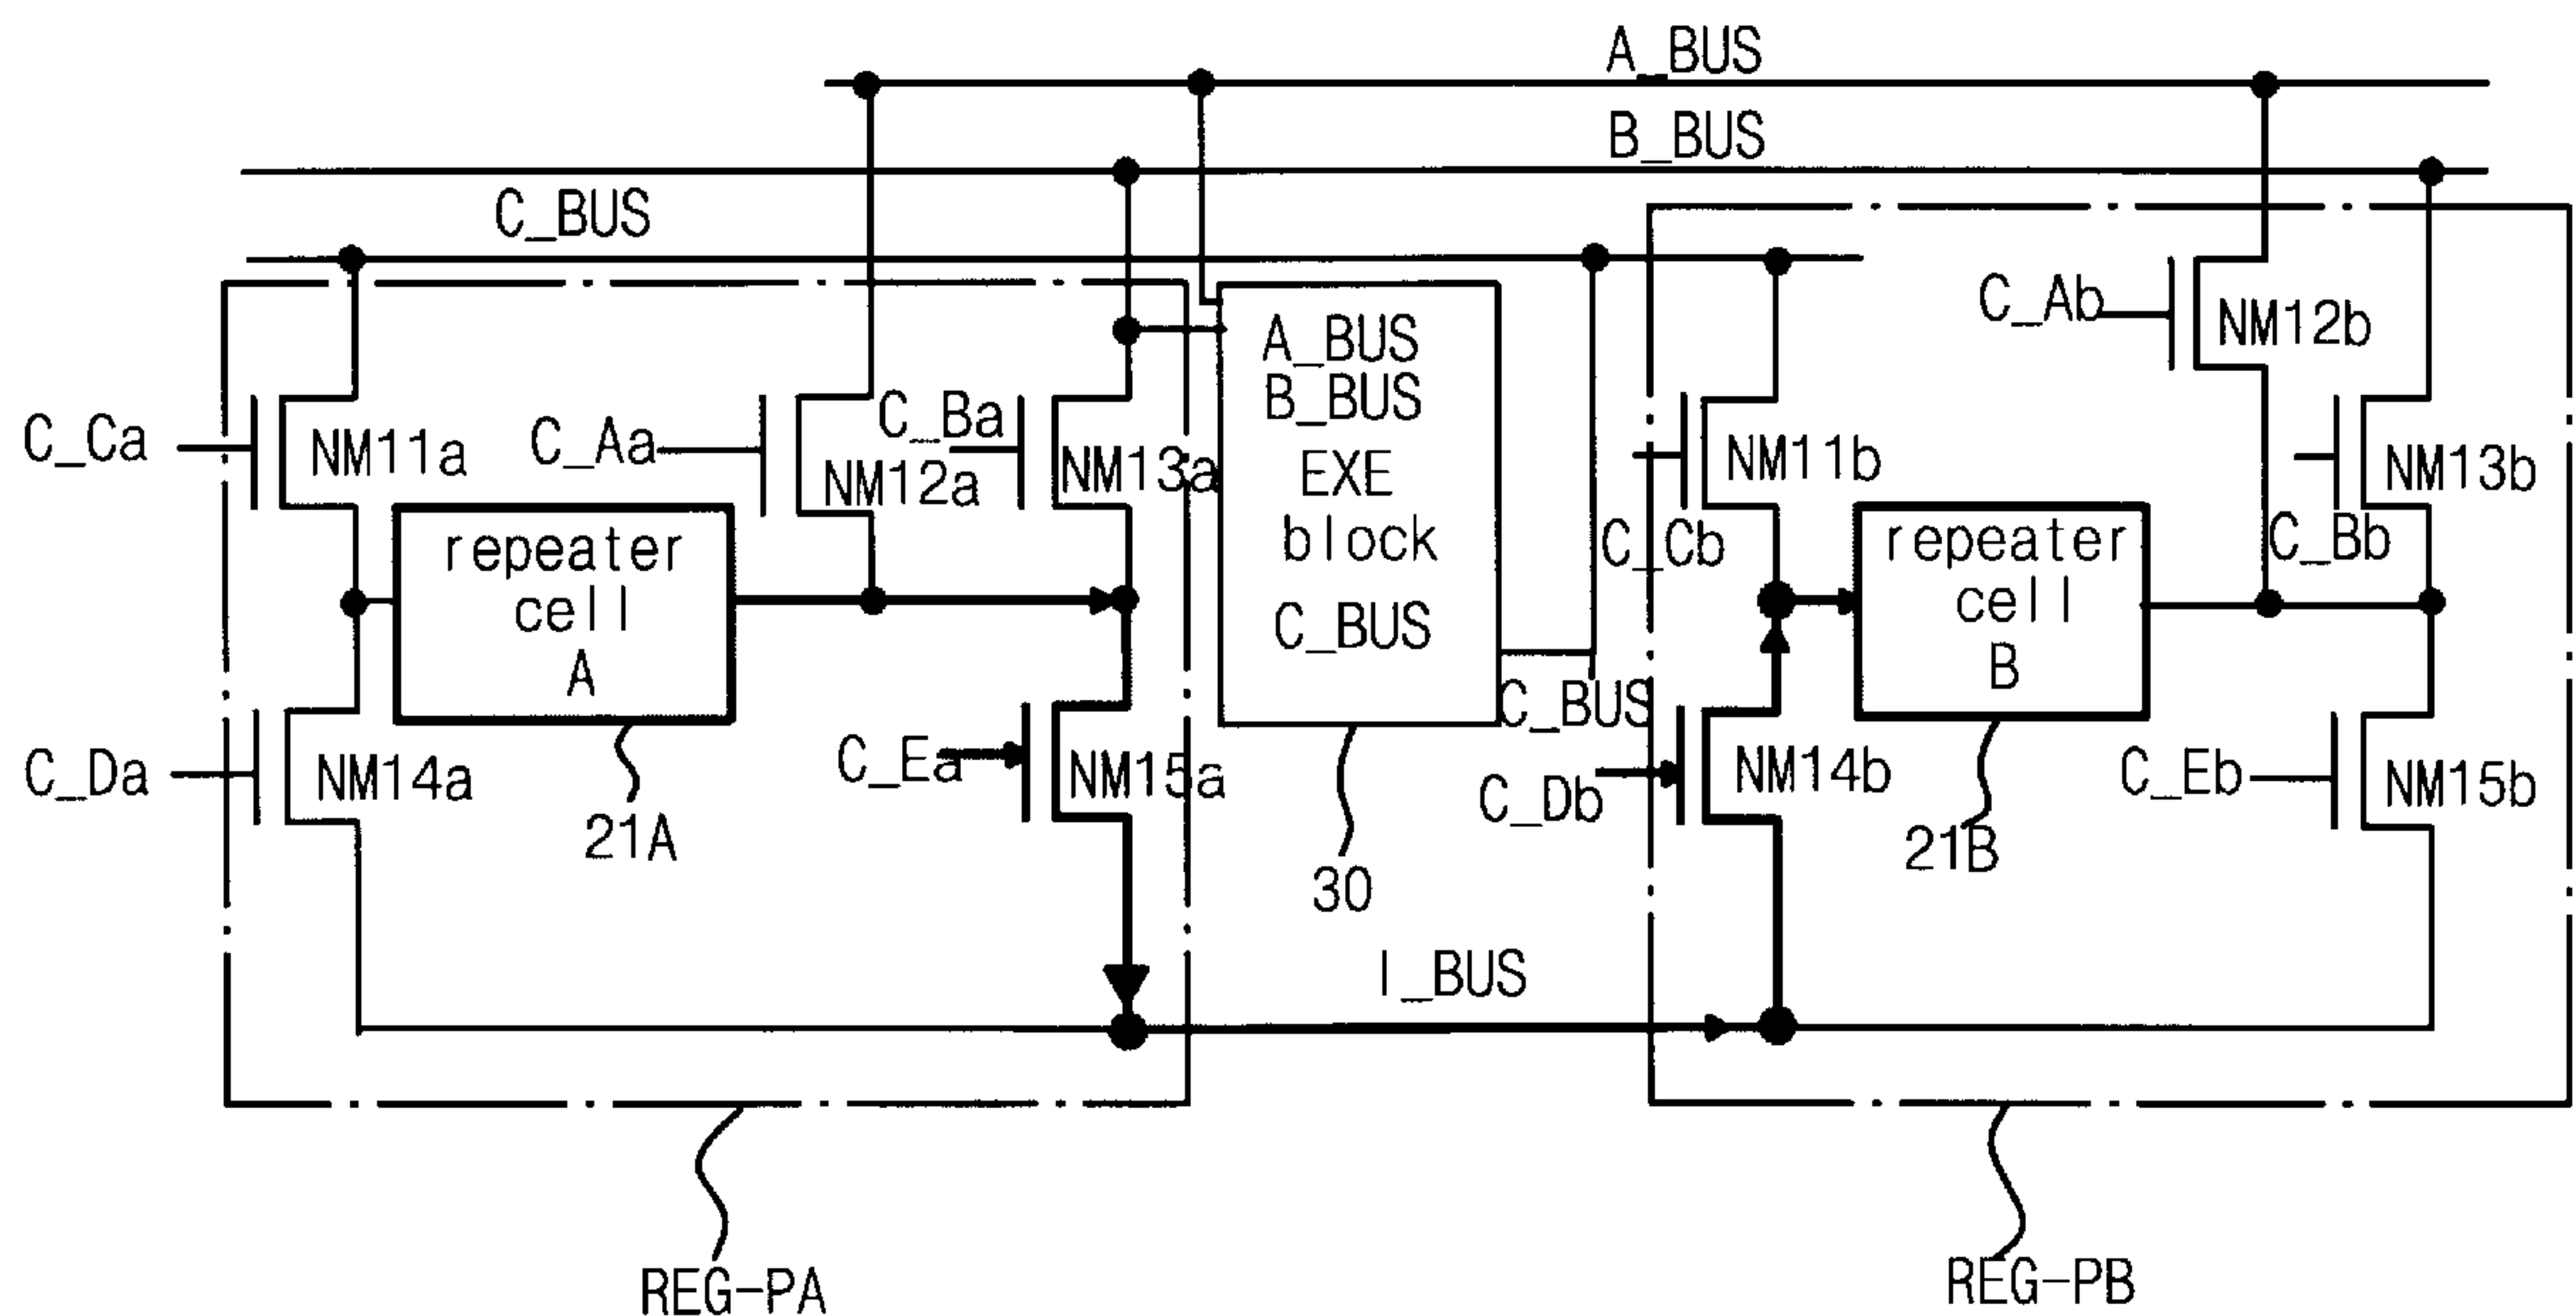 A_BUS
B_BUS
C_BUS
C_Ca
NM11a
C_Aa
NM12a
C_Ba
NM13a
A_BUS
B_BUS
EXE
block
C_BUS
C_BUS
C_Cb
NM11b
C_Ab
NM12b
C_Bb
NM13b
repeater
cell
A
repeater
cell
B
C_Da
NM14a
21A
C_Ea
NM15a
30
C_Db
NM14b
21B
C_Eb
NM15b
I_BUS
REG-PA
REG-PB